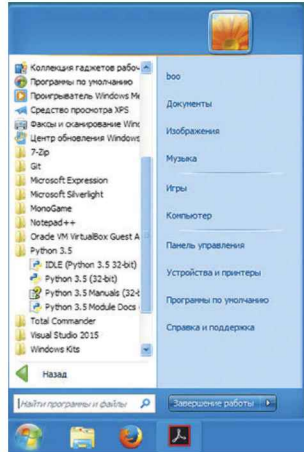 Коллекция гаджетов рабоч
Программы по умолчанию
Проигрыватель Windows Me
Средство просмотра XPS
Факсы и сканирование Winc
Центр обновления Windows
7-Zip
Git
Microsoft Expression
Microsoft Silverlight
MonoGame
Notepad++
Oracle VM VirtualBox Guest A
Python 3.5
IDLE (Python 3.5 32-bit)
Python 3.5 (32-bit)
Python 3.5 Manuals (32-b
Python 3.5 Module Docs
Total Commander
Visual Studio 2015
Windows Kits
Назад
Найти программы и файлы
boo
Документы
Изображения
Музыка
Игры
Компьютер
Панель управления
Устройства и принтеры
Программы по умолчанию
Справка и поддержка
Завершение работы